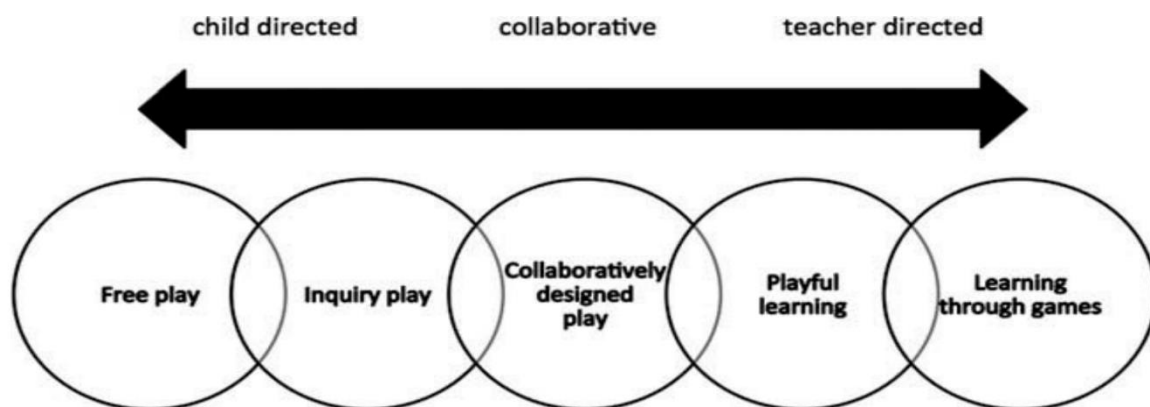 child directed collaborative teacher directed
Free play
Inquiry play
Collaboratively
designed
play
Playful
learning
Learning
through games